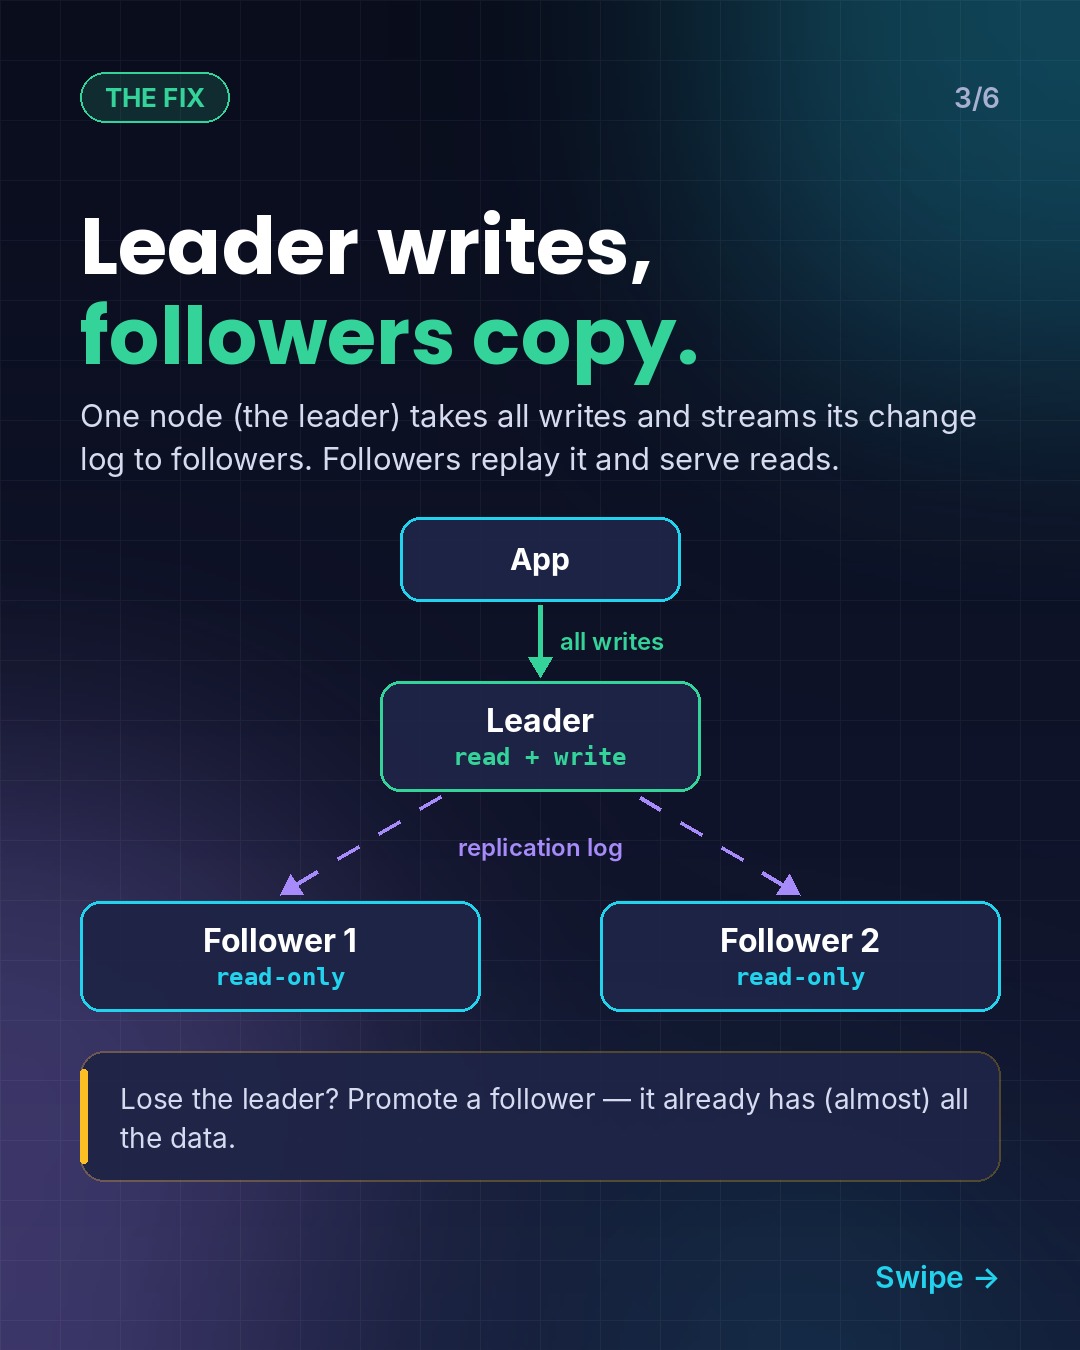 THE FIX
3/6
Leader writes,
followers copy.
One node (the leader) takes all writes and streams its change
log to followers. Followers replay it and serve reads.
App
all writes
Leader
read + write
replication log
Follower 1
read-only
Follower 2
read-only
Lose the leader? Promote a follower — it already has (almost) all
the data.
Swipe →